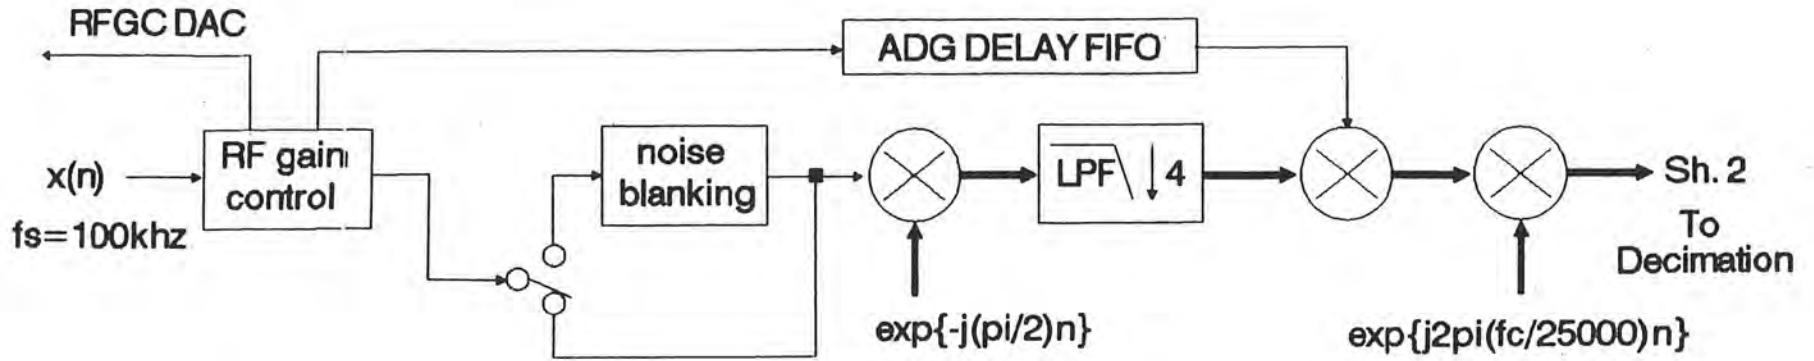 RFGC DAC
ADG DELAY FIFO
x(n)
fs=100khz
RF gain
control
noise
blanking
LPF ↓ 4
exp{-j(pi/2)n}
exp{j2pi(fc/25000)n}
Sh. 2
To
Decimation